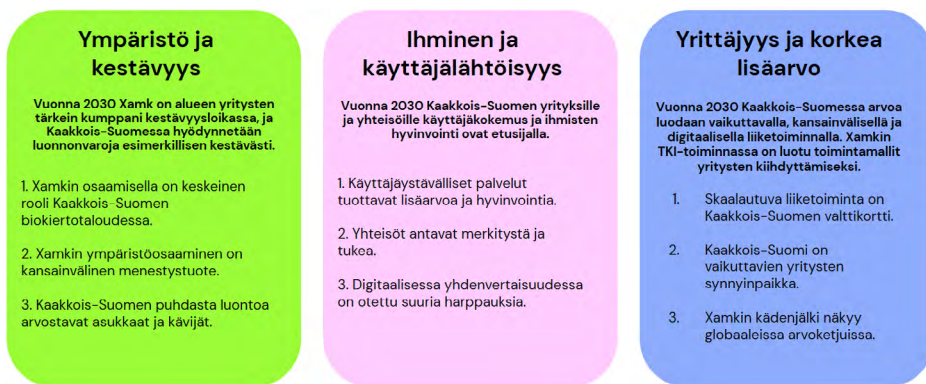 Ympäristö ja
kestävyys
Vuonna 2030 Xamk on alueen yritysten
tärkein kumppani kestävyysloikassa, ja
Kaakkois-Suomessa hyödynnetään
luonnonvaroja esimerkillisen kestävästi.
1. Xamkin osaamisella on keskeinen
rooli Kaakkois-Suomen
biokiertotaloudessa.
2. Xamkin ympäristöosaaminen on
kansainvälinen menestystuote.
3. Kaakkois-Suomen puhdasta luontoa
arvostavat asukkaat ja kävijät.
Ihminen ja
käyttäjälähtöisyys
Vuonna 2030 Kaakkois-Suomen yrityksille
ja yhteisöille käyttäjäkokemus ja ihmisten
hyvinvointi ovat etusijalla.
1. Käyttäjäystävälliset palvelut
tuottavat lisäarvoa ja hyvinvointia.
2. Yhteisöt antavat merkitystä ja
tukea.
3. Digitaalisessa yhdenvertaisuudessa
on otettu suuria harppauksia.
Yrittäjyys ja korkea
lisäarvo
Vuonna 2030 Kaakkois-Suomessa arvoa
luodaan vaikuttavalla, kansainvälisellä ja
digitaalisella liiketoiminnalla. Xamkin
TKI-toiminnassa on luotu toimintamallit
yritysten kiihdyttämiseksi.
1. Skaalautuva liiketoiminta on
Kaakkois-Suomen valttikortti.
2. Kaakkois-Suomi on
vaikuttavien yritysten
synnyinpaikka.
3. Xamkin kädenjälki näkyy
globaaleissa arvoketjuissa.